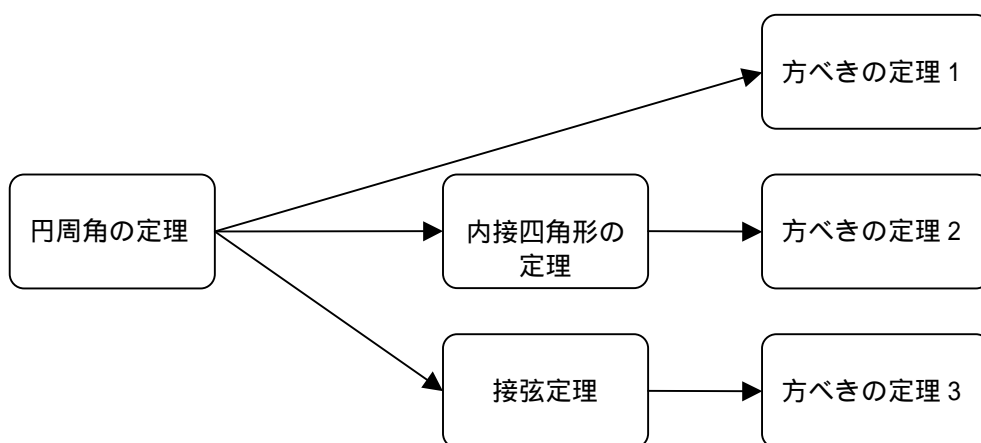 方べきの定理 1
円周角の定理
内接四角形の
定理
方べきの定理 2
接弦定理
方べきの定理 3